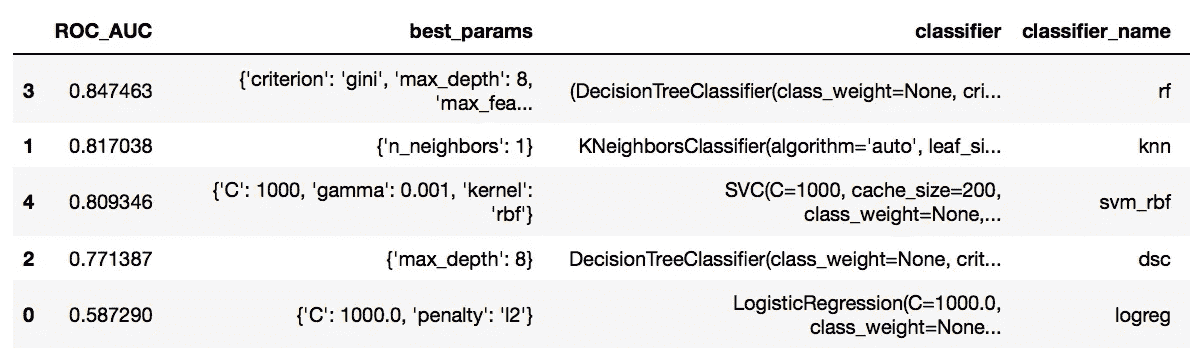 ROC_AUC best_params classifier classifier_name
3 0.847463 {'criterion': 'gini', 'max_depth': 8, 'max_fea... (DecisionTreeClassifier(class_weight=None, cri... rf
1 0.817038 {'n_neighbors': 1} KNeighborsClassifier(algorithm='auto', leaf_si... knn
4 0.809346 {'C': 1000, 'gamma': 0.001, 'kernel': 'rbf'} SVC(C=1000, cache_size=200, class_weight=None,... svm_rbf
2 0.771387 {'max_depth': 8} DecisionTreeClassifier(class_weight=None, crit... dsc
0 0.587290 {'C': 1000.0, 'penalty': 'l2'} LogisticRegression(C=1000.0, class_weight=None... logreg